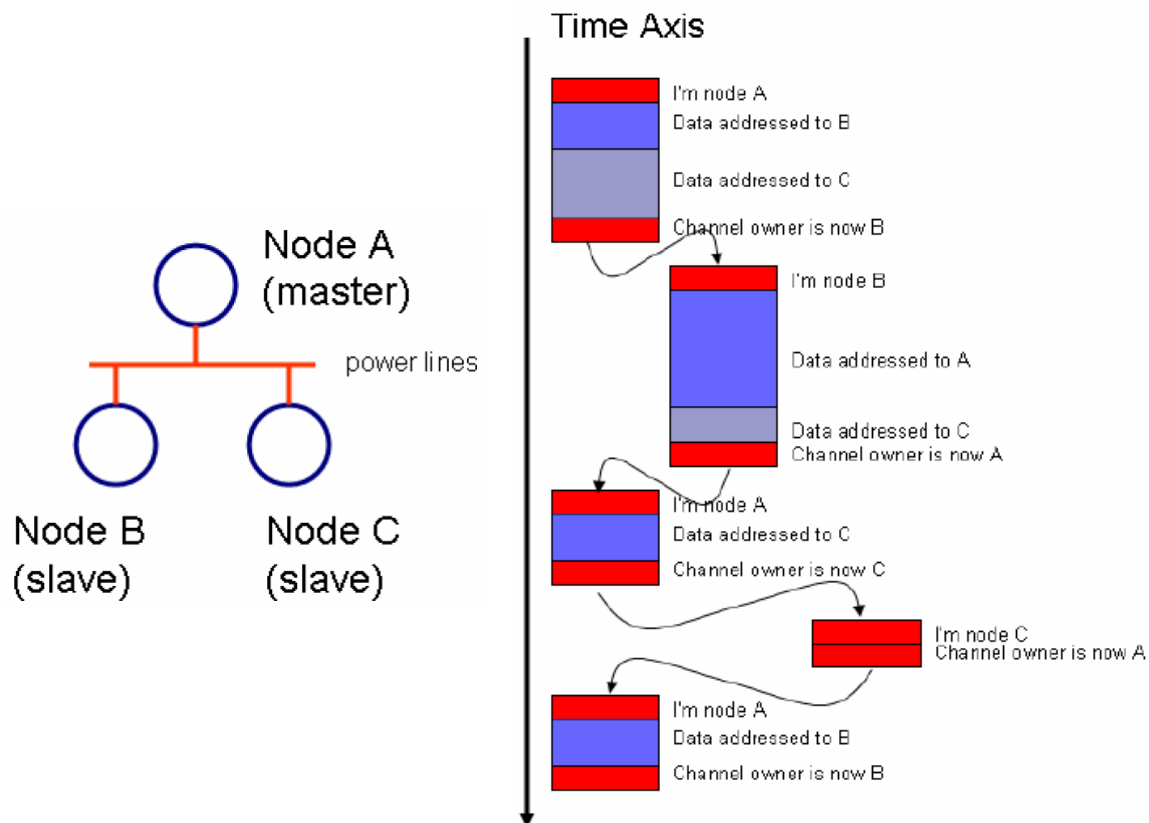 Time Axis
I'm node A
Data addressed to B
Data addressed to C
Channel owner is now B
Node A
(master)
I'm node B
power lines
Data addressed to A
Data addressed to C
Channel owner is now A
I'm node A
Node B
(slave)
Node C
(slave)
Data addressed to C
Channel owner is now C
I'm node C
Channel owner is now A
I'm node A
Data addressed to B
Channel owner is now B